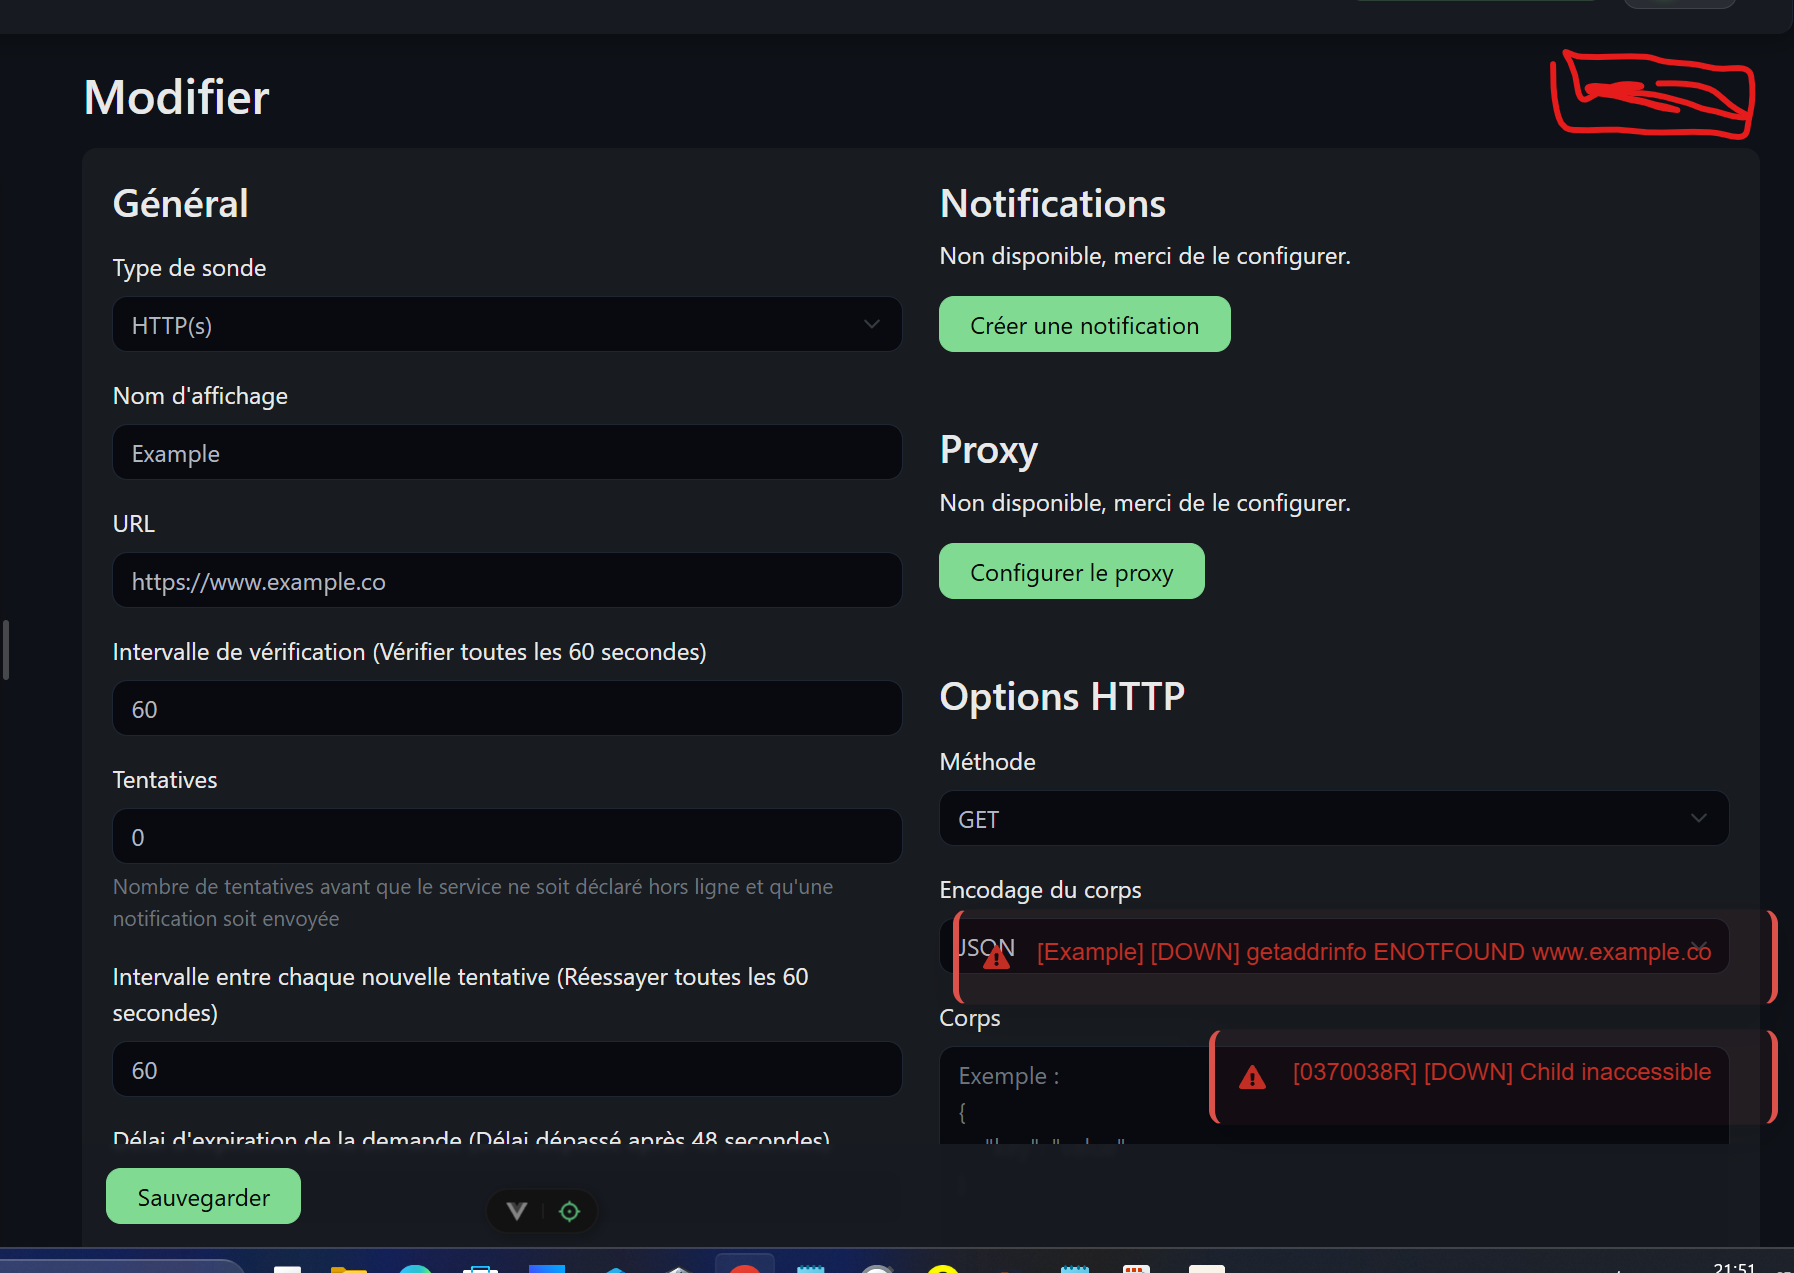 Modifier
Général
Type de sonde
HTTP(s)
Nom d'affichage
Example
URL
https://www.example.co
Intervalle de vérification (Vérifier toutes les 60 secondes)
60
Tentatives
0
Nombre de tentatives avant que le service ne soit déclaré hors ligne et qu'une
notification soit envoyée
Intervalle entre chaque nouvelle tentative (Réessayer toutes les 60
secondes)
60
Délai d'expiration de la demande (Délai dépassé après 48 secondes)
Sauvegarder
Notifications
Non disponible, merci de le configurer.
Créer une notification
Proxy
Non disponible, merci de le configurer.
Configurer le proxy
Options HTTP
Méthode
GET
Encodage du corps
JSON
[Example] [DOWN] getaddrinfo ENOTFOUND www.example.co
Corps
Exemple :
{
[0370038R] [DOWN] Child inaccessible
21:51